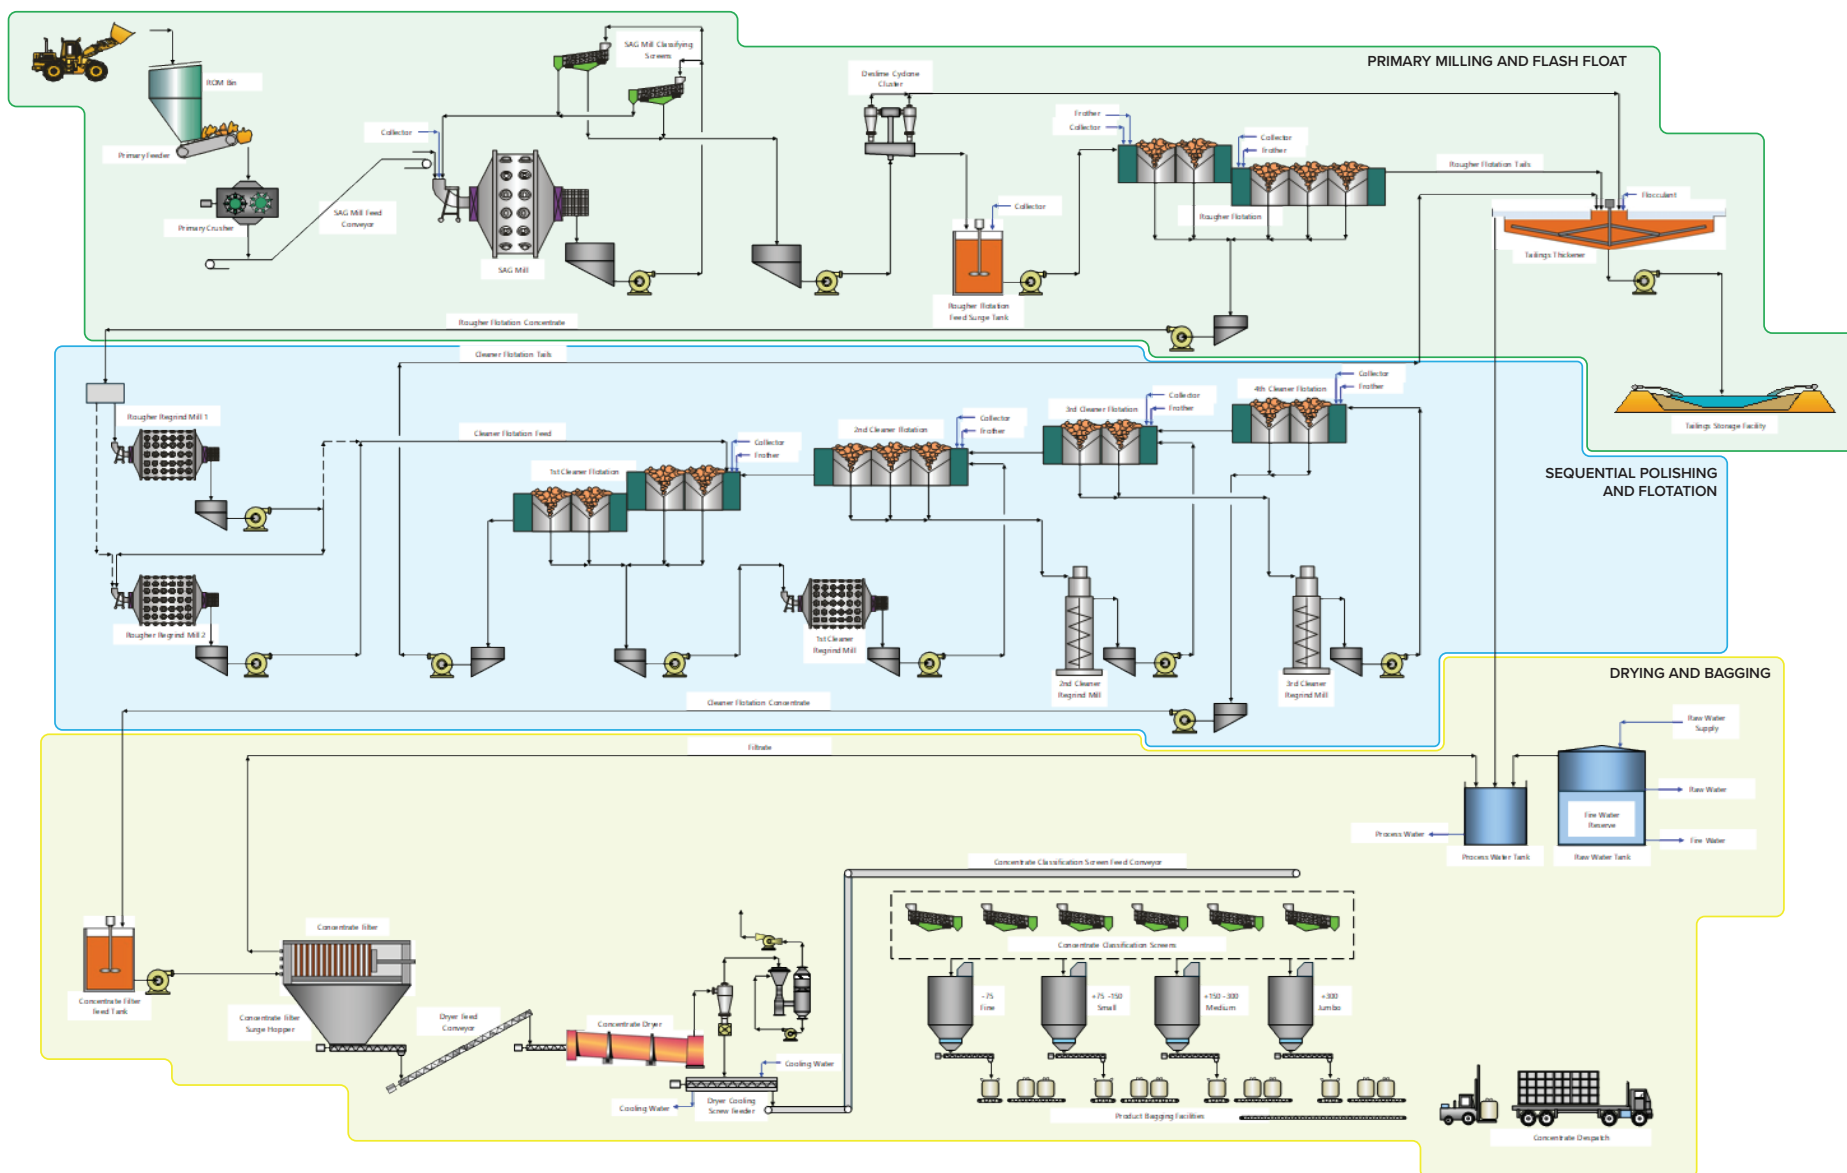 PRIMARY MILLING AND FLASH FLOAT
SAG Mill Classifying
Screens
ROM Bin
Deslime Cyclone
Cluster
Frother
Collector
Collector
Frother
Collector
Primary Feeder
Rougher Flotation Tails
Flocculant
SAG Mill Feed
Conveyor
Primary Crusher
Collector
Rougher Flotation
SAG Mill
Tailings Thickener
Rougher Flotation
Feed Surge Tank
Rougher Flotation Concentrate
Cleaner Flotation Tails
Collector
Frother
4th Cleaner Flotation
Collector
Frother
3rd Cleaner Flotation
Rougher Regrind Mill 1
Collector
Frother
2nd Cleaner Flotation
Cleaner Flotation Feed
Collector
Frother
1st Cleaner Flotation
Tailings Storage Facility
SEQUENTIAL POLISHING
AND FLOTATION
Rougher Regrind Mill 2
1st Cleaner
Regrind Mill
2nd Cleaner
Regrind Mill
3rd Cleaner
Regrind Mill
DRYING AND BAGGING
Cleaner Flotation Concentrate
Raw Water
Supply
Filtrate
Raw Water
Fire Water
Reserve
Process Water
Fire Water
Process Water Tank
Raw Water Tank
Concentrate Classification Screen Feed Conveyor
Concentrate Filter
Concentrate Classification Screens
Concentrate Filter
Feed Tank
Concentrate Filter
Surge Hopper
Dryer Feed
Conveyor
Concentrate Dryer
-75
Fine
+75 -150
Small
+150 -300
Medium
+300
Jumbo
Cooling Water
Cooling Water
Dryer Cooling
Screw Feeder
Product Bagging Facilities
Concentrate Despatch